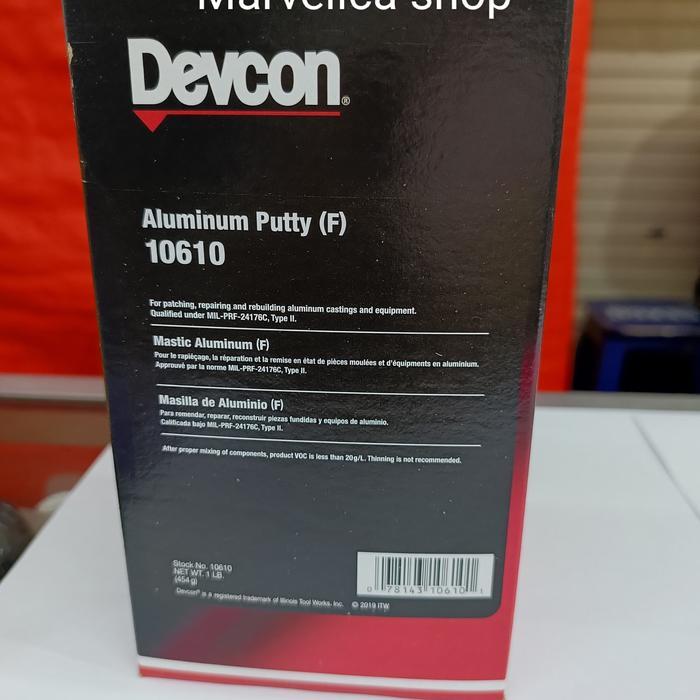 Marvellca shop
Devcon®
Aluminum Putty (F)
10610
For patching, repairing and rebuilding aluminum castings and equipment.
Qualified under MIL-PRF-24176C, Type II.
Mastic Aluminum (F)
Pour le rapiéçage, la réparation et la remise en état de pièces moulées et d'équipments en aluminium.
Approuvé par la norme MIL-PRF-24176C, Type II.
Masilla de Aluminio (F)
Para remendar, reparar, reconstruir piezas fundidas y equipos de aluminio.
Calificada bajo MIL-PRF-24176C, Type II.
After proper mixing of components, product VOC is less than 20g/L. Thinning is not recommended.
Stock No. 10610
NET WT. 1 LB.
(454 g)
Devcon® is a registered trademark of Illinois Tool Works, Inc. © 2019 ITW
0 78143 10610 1